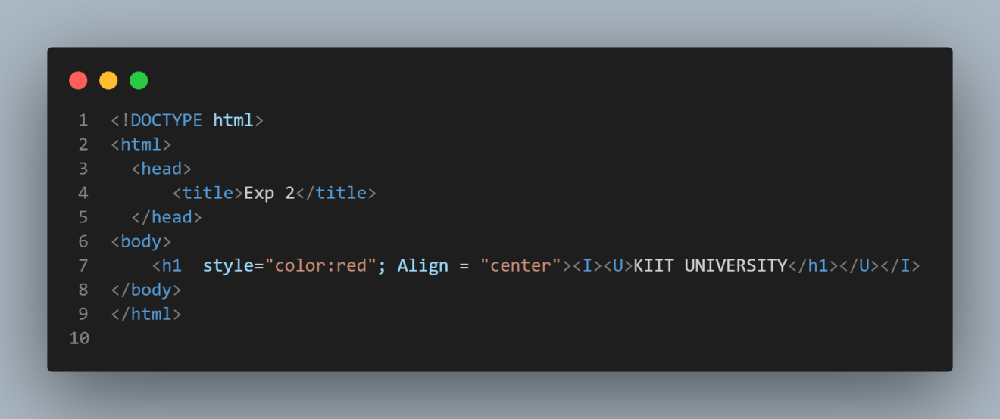 1 <!DOCTYPE html>
2 <html>
3   <head>
4       <title>Exp 2</title>
5   </head>
6 <body>
7     <h1  style="color:red"; Align = "center"><I><U>KIIT UNIVERSITY</h1></U></I>
8 </body>
9 </html>
10